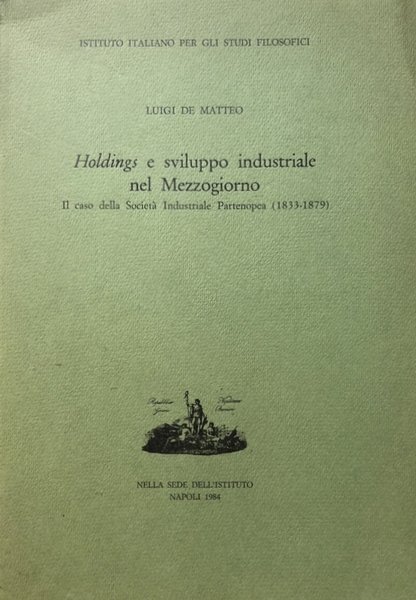 ISTITUTO ITALIANO PER GLI STUDI FILOSOFICI
LUIGI DE MATTEO
Holdings e sviluppo industriale
nel Mezzogiorno
Il caso della Società Industriale Partenopea (1833-1879)
NELLA SEDE DELL'ISTITUTO
NAPOLI 1984